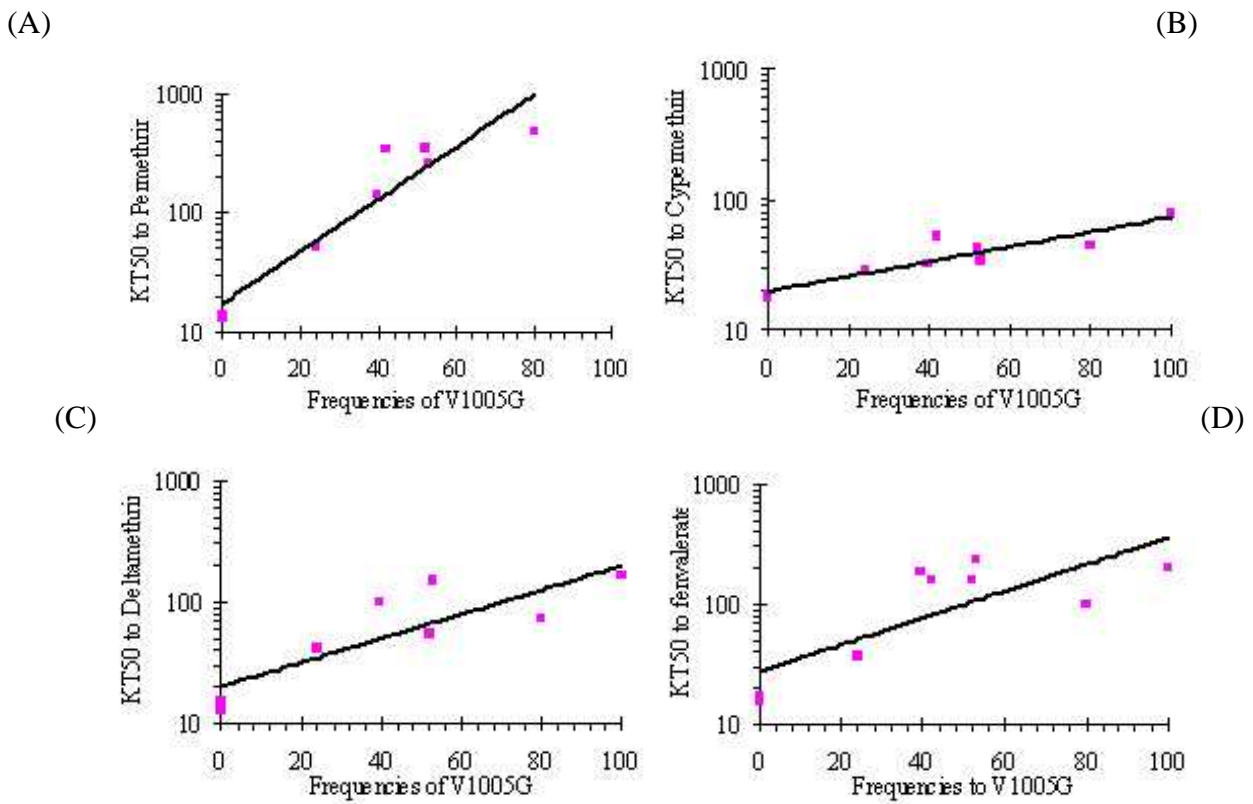 (A)
(B)
KT50 to Permethrir
1000
100
10
0 20 40 60 80 100
Frequencies of V1005G
KT50 to Cypermethrir
1000
100
10
0 20 40 60 80 100
Frequencies of V1005G
(C)
(D)
KT50 to Deltamethrir
1000
100
10
0 20 40 60 80 100
Frequencies of V1005G
KT50 to fenvalerate
1000
100
10
0 20 40 60 80 100
Frequencies to V1005G